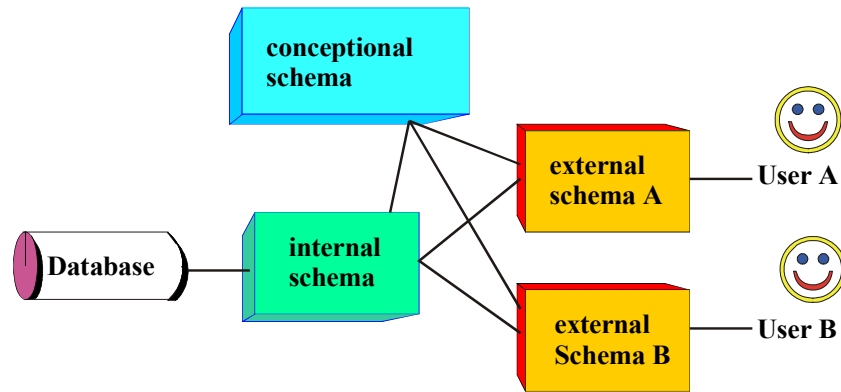 conceptional
schema
external
schema A
User A
Database
internal
schema
external
Schema B
User B